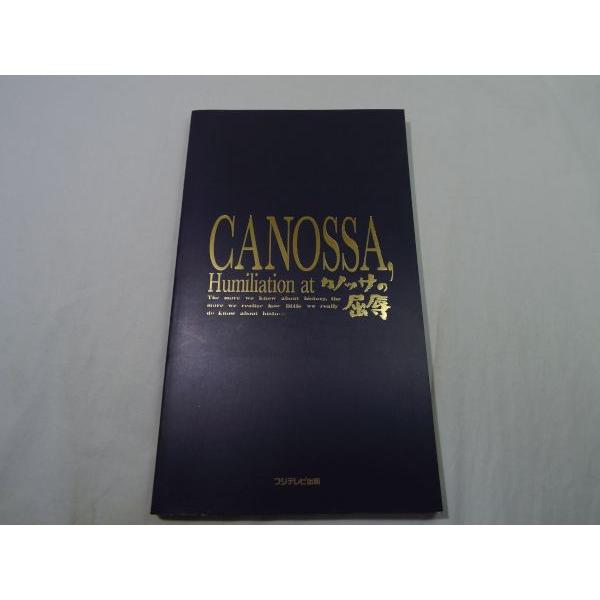 CANOSSA,
Humiliation at カノッサの
屈辱
The more we know about history, the
more we realize how little we really
do know about history.
フジテレビ出版